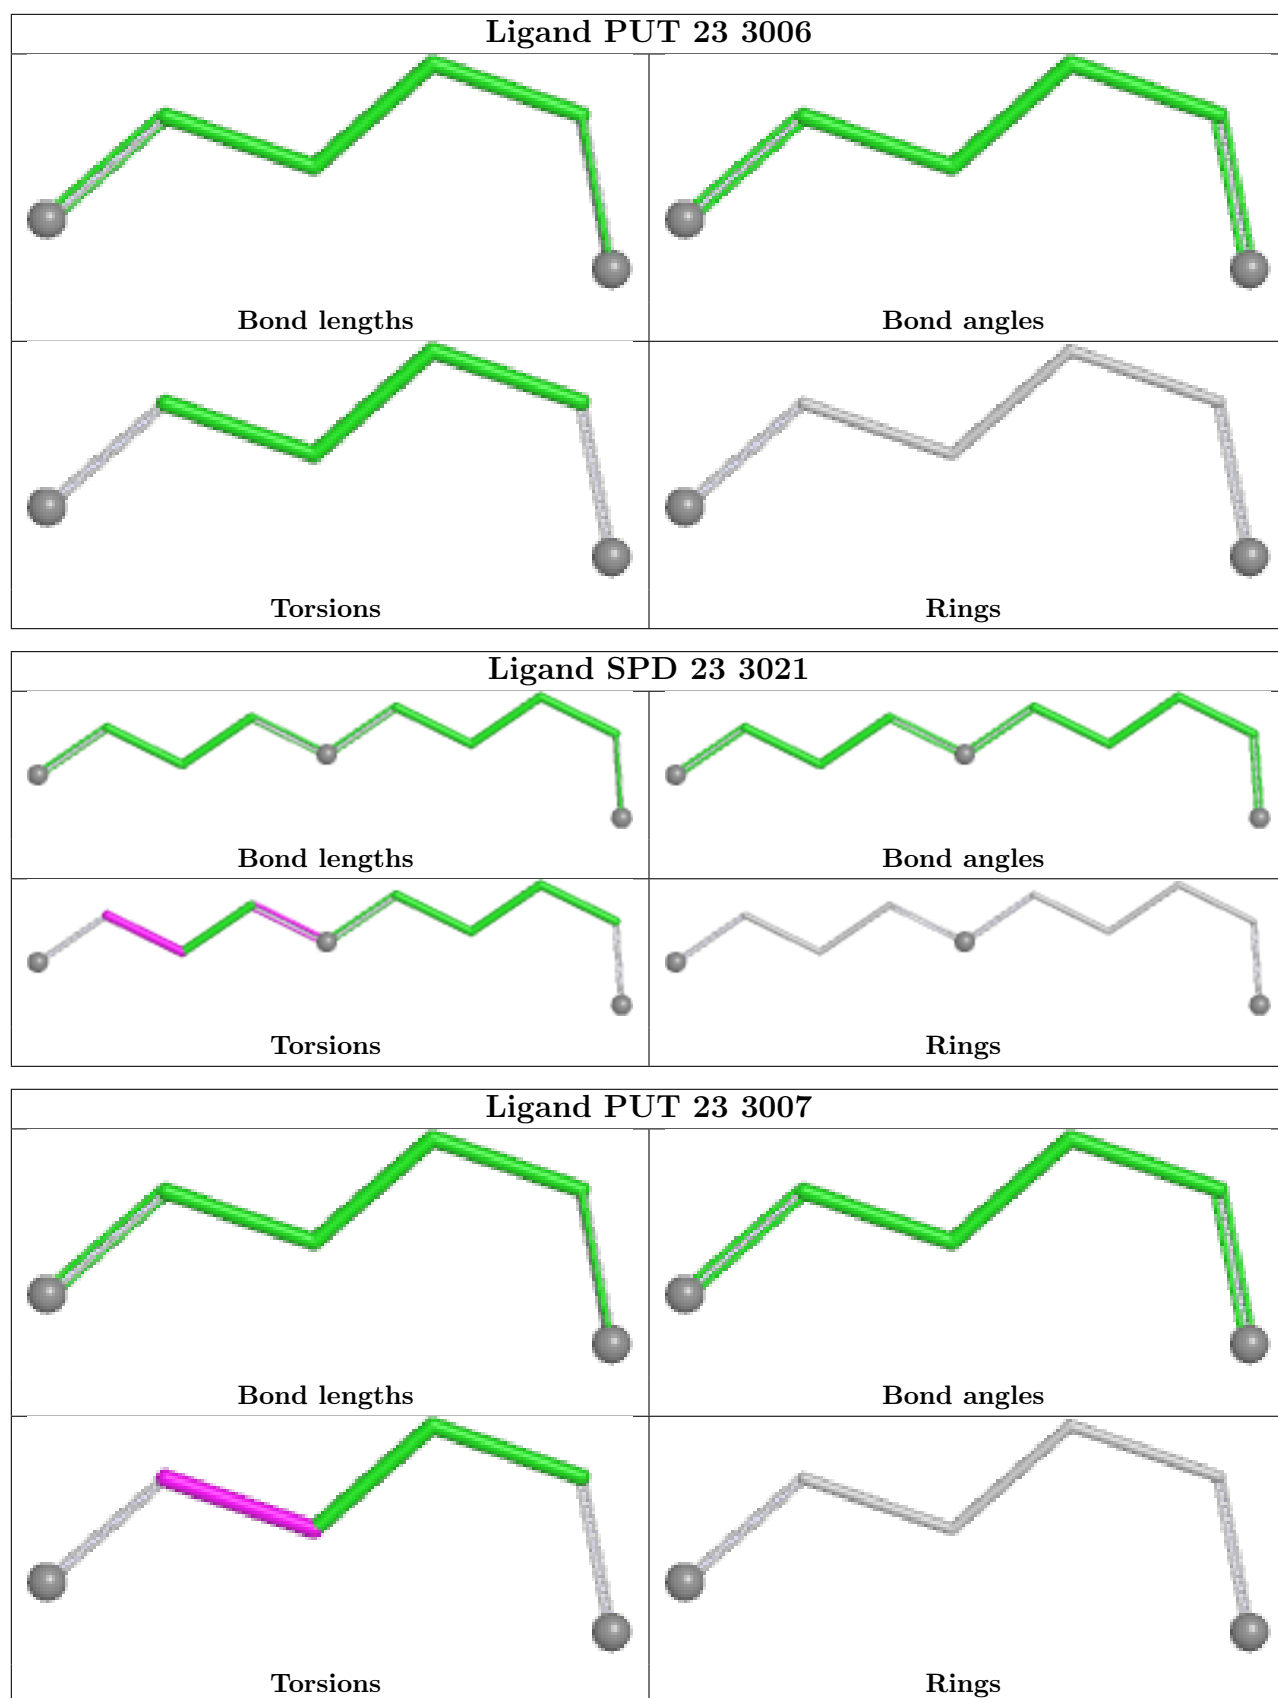 Ligand PUT 23 3006
Bond lengths
Bond angles
Torsions
Rings
Ligand SPD 23 3021
Bond lengths
Bond angles
Torsions
Rings
Ligand PUT 23 3007
Bond lengths
Bond angles
Torsions
Rings